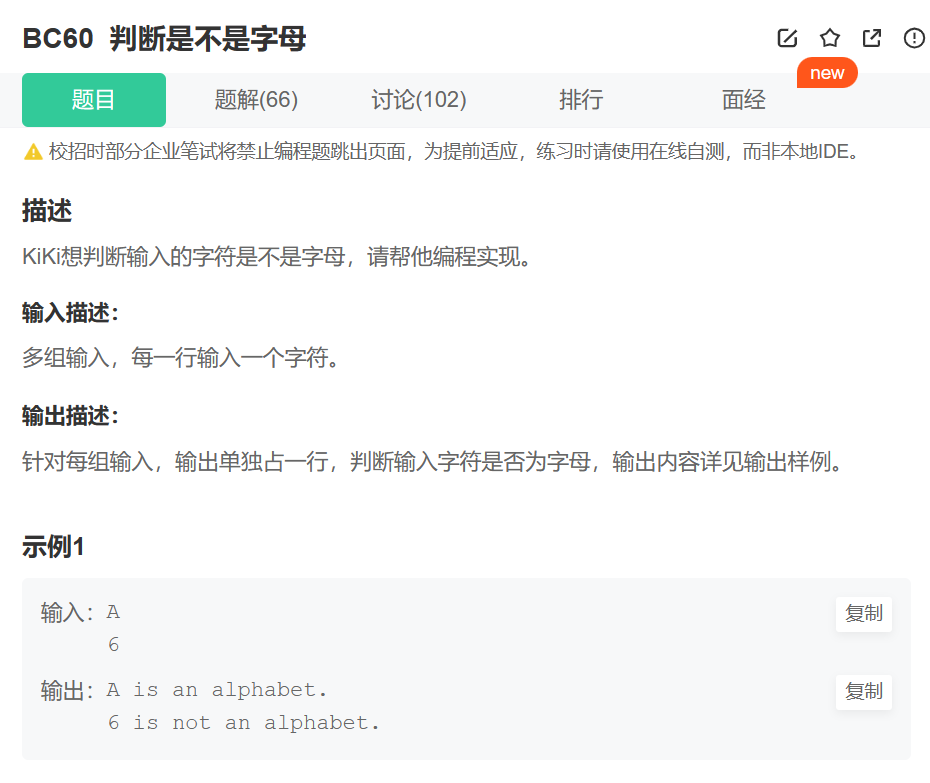 BC60 判断是不是字母
new
题目 题解(66) 讨论(102) 排行 面经
校招时部分企业笔试将禁止编程题跳出页面，为提前适应，练习时请使用在线自测，而非本地IDE。
描述
KiKi想判断输入的字符是不是字母，请帮他编程实现。
输入描述：
多组输入，每一行输入一个字符。
输出描述：
针对每组输入，输出单独占一行，判断输入字符是否为字母，输出内容详见输出样例。
示例1
输入：A 复制
6
输出：A is an alphabet. 复制
6 is not an alphabet.